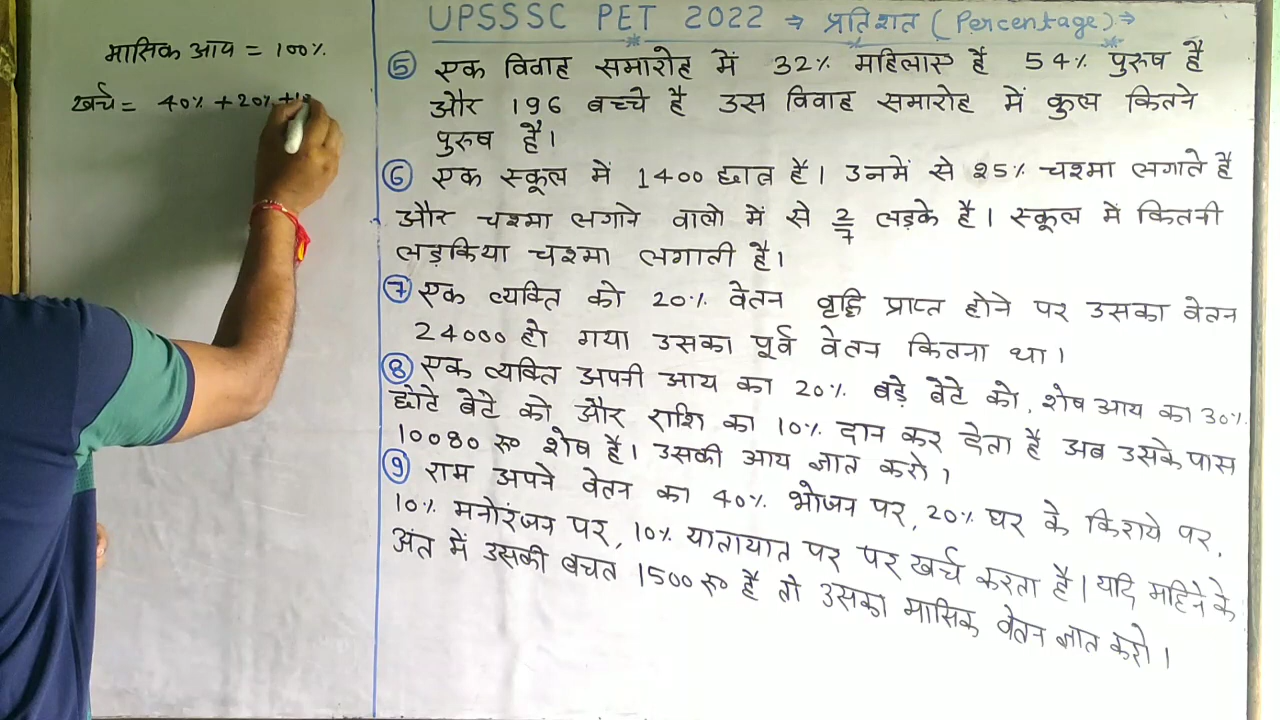 UPSSSC PET 2022 ⇒ प्रतिशत (Percentage) ⇒
मासिक आय = 100%.
खर्च = 40% + 20% +
⑤ एक विवाह समारोह में 32% महिलाए है 54% पुरुष है
और 196 बच्चे है उस विवाह समारोह में कुल कितने
पुरुष है।
⑥ एक स्कूल में 1400 छात्र हैं। उनमें से 25% चश्मा लगाते है
और चश्मा लगाने वालो में से 2/7 लड़के है। स्कूल में कितनी
लड़किया चश्मा लगाती है।
⑦ एक व्यक्ति को 20% वेतन वृद्धि प्राप्त होने पर उसका वेतन
24000 हो गया उसका पूर्व वेतन कितना था।
⑧ एक व्यक्ति अपनी आय का 20% बड़े बेटे को, शेष आय का 30%
छोटे बेटे को और राशि का 10% दान कर देता है अब उसके पास
10080 रू शेष है। उसकी आय ज्ञात करो।
⑨ राम अपने वेतन का 40% भोजन पर, 20% घर के किराये पर,
10% मनोरंजन पर, 10% यातायात पर पर खर्च करता है। यदि महिने के
अंत में उसकी बचत 1500 रू है तो उसका मासिक वेतन ज्ञात करो।